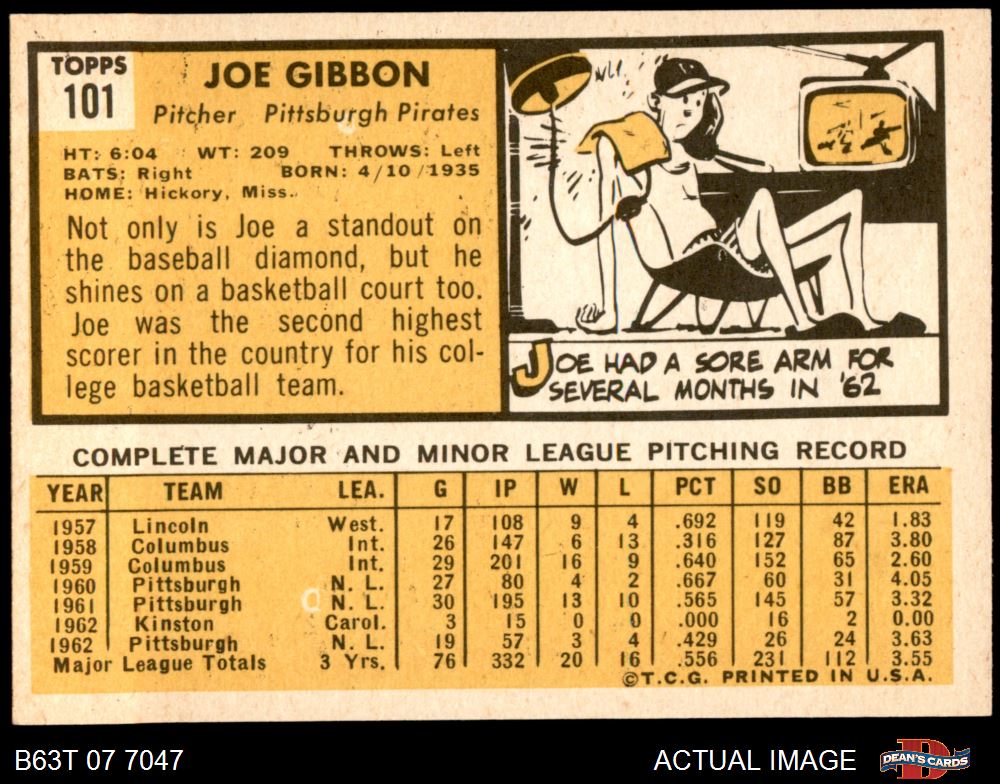 TOPPS
101
JOE GIBBON
Pitcher Pittsburgh Pirates
HT: 6:04 WT: 209 THROWS: Left
BATS: Right BORN: 4/10/1935
HOME: Hickory, Miss.
Not only is Joe a standout on
the baseball diamond, but he
shines on a basketball court too.
Joe was the second highest
scorer in the country for his col-
lege basketball team.
JOE HAD A SORE ARM FOR
SEVERAL MONTHS IN '62
COMPLETE MAJOR AND MINOR LEAGUE PITCHING RECORD
YEAR TEAM LEA. G IP W L PCT SO BB ERA
1957 Lincoln West. 17 108 9 4 .692 119 42 1.83
1958 Columbus Int. 26 147 6 13 .316 127 87 3.80
1959 Columbus Int. 29 201 16 9 .640 152 65 2.60
1960 Pittsburgh N. L. 27 80 4 2 .667 60 31 4.05
1961 Pittsburgh N. L. 30 195 13 10 .565 145 57 3.32
1962 Kinston Carol. 3 15 0 0 .000 16 2 0.00
1962 Pittsburgh N. L. 19 57 3 4 .429 26 24 3.63
Major League Totals 3 Yrs. 76 332 20 16 .556 231 112 3.55
©T.C.G. PRINTED IN U.S.A.
B63T 07 7047 ACTUAL IMAGE DEAN'S CARDS